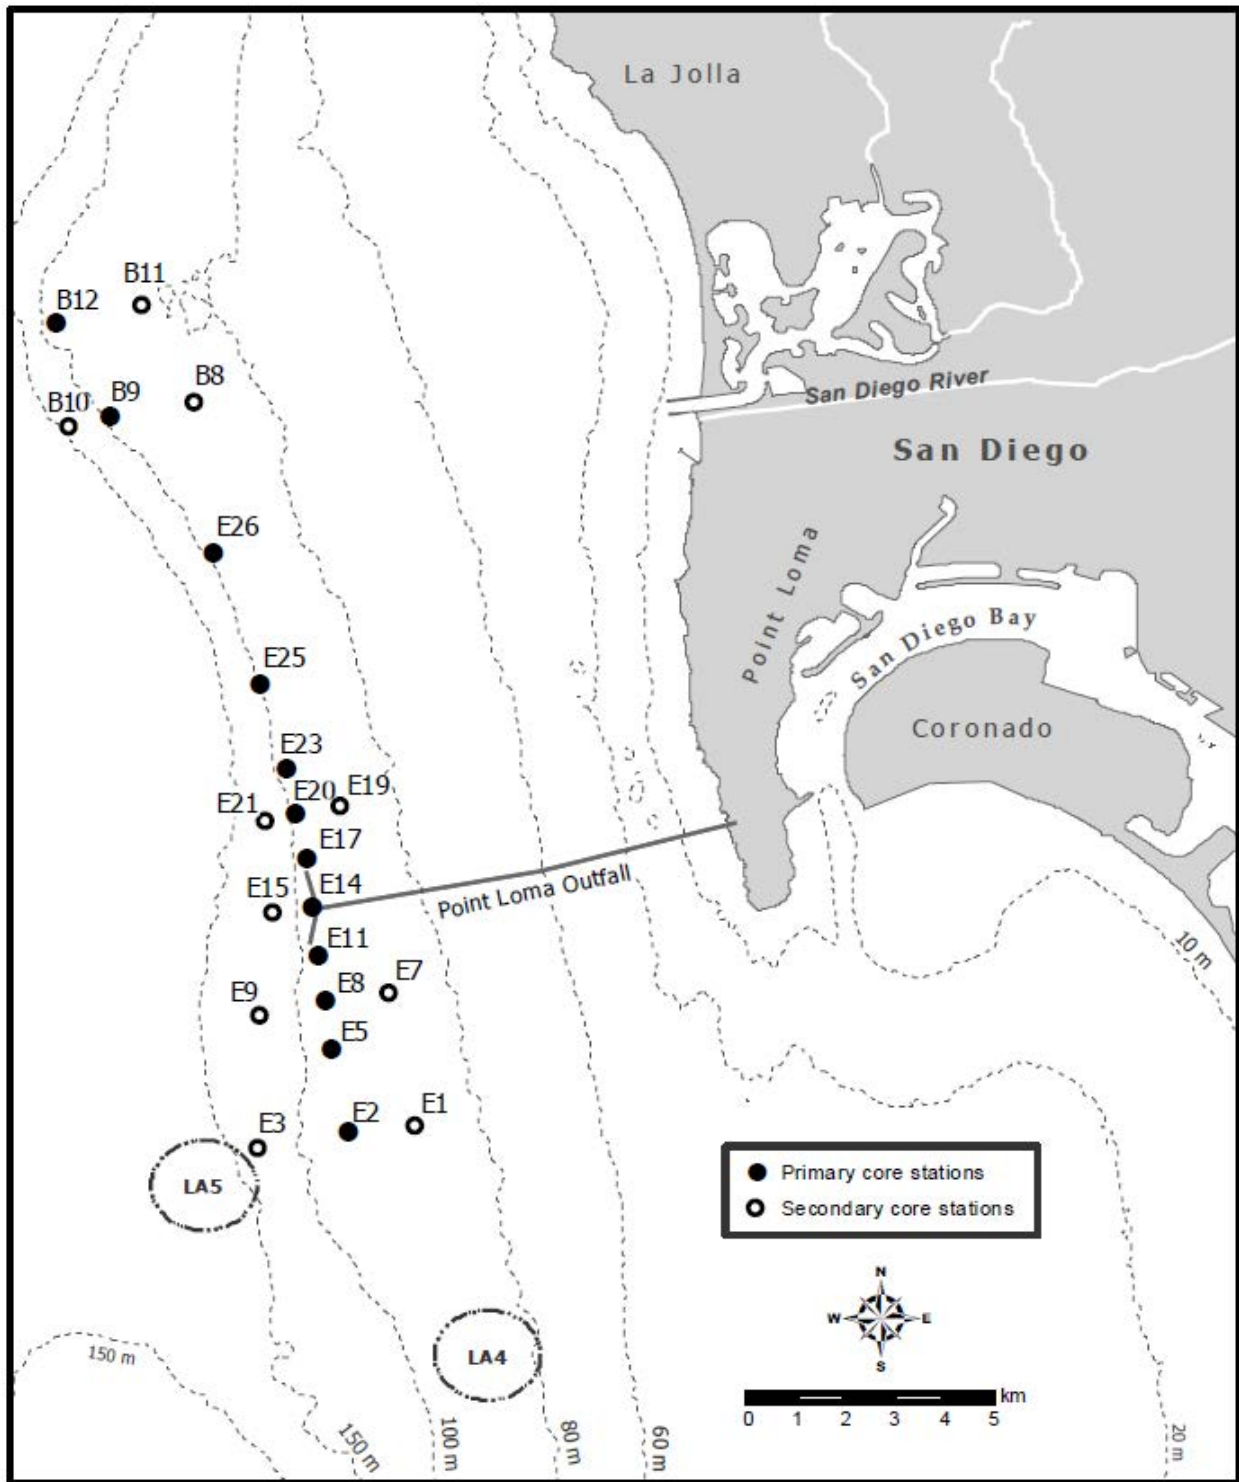 La Jolla
B11
B12
B8
B9
B10
San Diego River
San Diego
E26
Point Loma
San Diego Bay
E25
Coronado
E23
E20
E19
E21
E17
E14
E15
Point Loma Outfall
E11
10 m
E7
E8
E9
E5
E1
E2
E3
LA5
Primary core stations
Secondary core stations
N
W
E
S
LA4
150 m
km
0 1 2 3 4 5
150 m
100 m
80 m
60 m
20 m